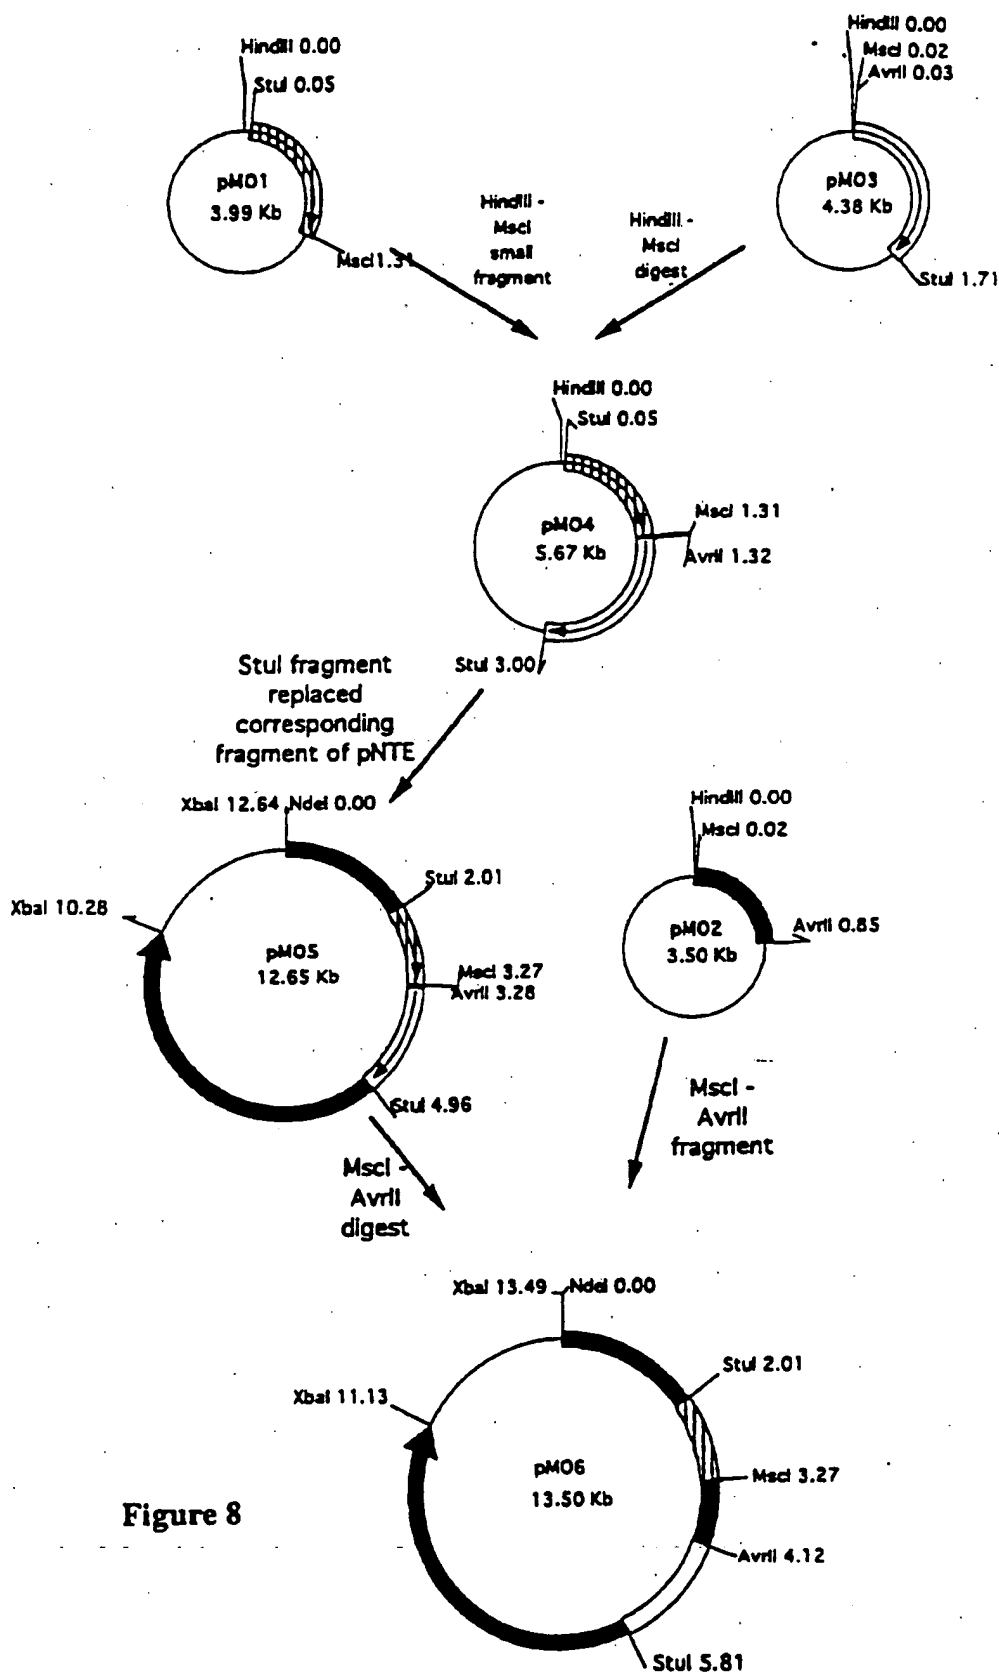 HindIII 0.00
StuI 0.05
pMO1
3.99 Kb
MscI 1.31
HindIII -
MscI
small
fragment
HindIII -
MscI
digest
HindIII 0.00
MscI 0.02
AvrII 0.03
pMO3
4.38 Kb
StuI 1.71
HindIII 0.00
StuI 0.05
pMO4
5.67 Kb
MscI 1.31
AvrII 1.32
StuI 3.00
StuI fragment
replaced
corresponding
fragment of pNTE
XbaI 12.64 NdeI 0.00
XbaI 10.28
StuI 2.01
pMO5
12.65 Kb
MscI 3.27
AvrII 3.28
StuI 4.96
HindIII 0.00
MscI 0.02
pMO2
3.50 Kb
AvrII 0.85
MscI -
AvrII
digest
MscI -
AvrII
fragment
XbaI 13.49 NdeI 0.00
StuI 2.01
XbaI 11.13
pMO6
13.50 Kb
MscI 3.27
AvrII 4.12
StuI 5.81
Figure 8